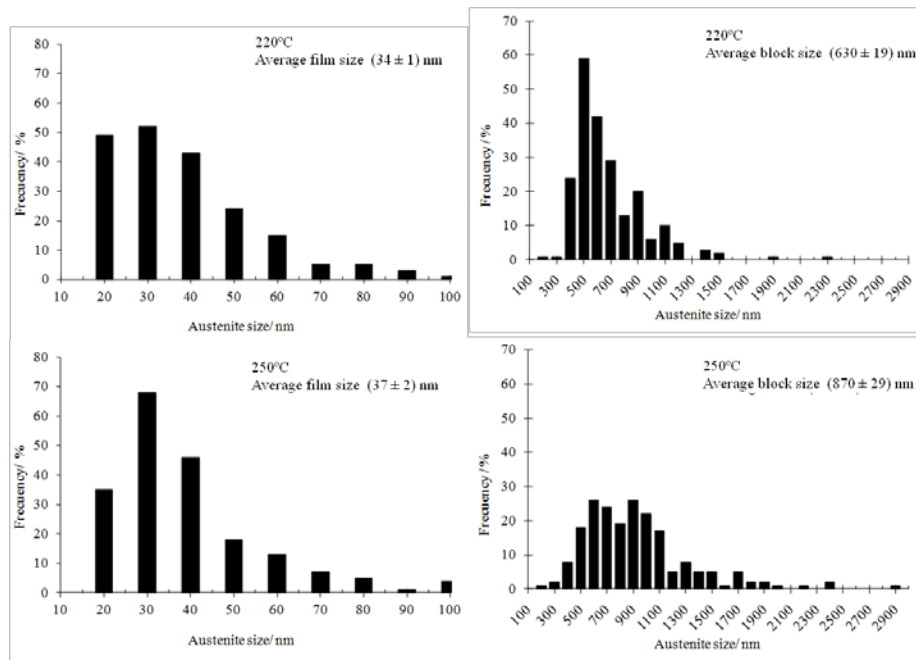 220°C
Average film size (34 ± 1) nm
Frecuency/ %
80
70
60
50
40
30
20
10
0
10 20 30 40 50 60 70 80 90 100
Austenite size/ nm
220°C
Average block size (630 ± 19) nm
Frecuency/ %
70
60
50
40
30
20
10
0
100 300 500 700 900 1100 1300 1500 1700 1900 2100 2300 2500 2700 2900
Austenite size/ nm
250°C
Average film size (37 ± 2) nm
Frecuency/ %
80
70
60
50
40
30
20
10
0
10 20 30 40 50 60 70 80 90 100
Austenite size/ nm
250°C
Average block size (870 ± 29) nm
Frecuency/ %
70
60
50
40
30
20
10
0
100 300 500 700 900 1100 1300 1500 1700 1900 2100 2300 2500 2700 2900
Austenite size/ nm